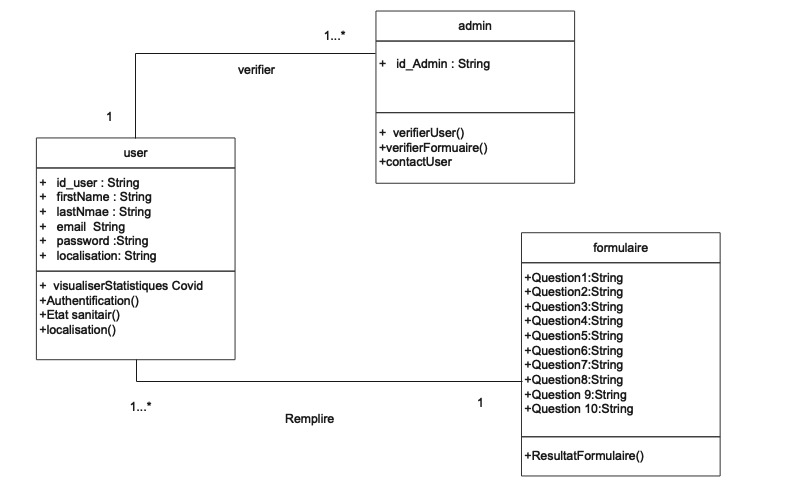 admin
+ id_Admin : String
+ verifierUser()
+verifierFormuaire()
+contactUser
1...*
verifier
1
user
+ id_user : String
+ firstName : String
+ lastNmae : String
+ email String
+ password :String
+ localisation: String
+ visualiserStatistiques Covid
+Authentification()
+Etat sanitair()
+localisation()
formulaire
+Question1:String
+Question2:String
+Question3:String
+Question4:String
+Question5:String
+Question6:String
+Question7:String
+Question8:String
+Question 9:String
+Question 10:String
+ResultatFormulaire()
1...*
1
Remplire